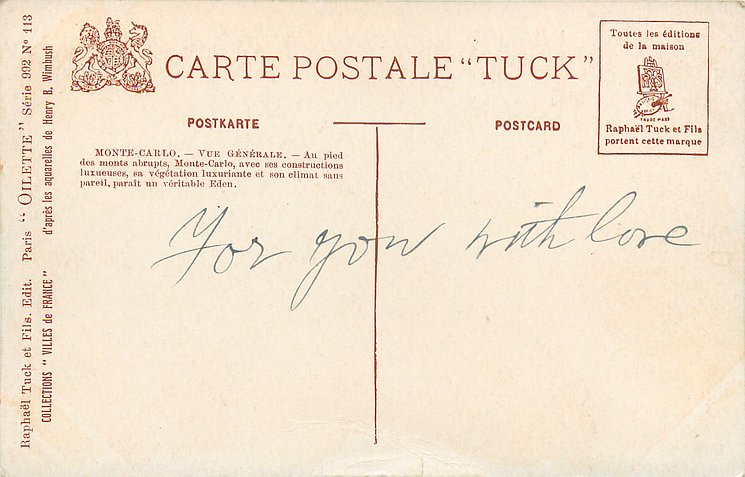 Raphaël Tuck et Fils. Edit. Paris "OILETTE" Série 992 Nº 113
COLLECTIONS "VILLES de FRANCE" d'après les aquarelles de Henry B. Wimbush
CARTE POSTALE "TUCK"
POSTKARTE
POSTCARD
Toutes les éditions
de la maison
TRADE MARK
Raphaël Tuck et Fils
portent cette marque
MONTE-CARLO. — VUE GÉNÉRALE. — Au pied
des monts abrupts, Monte-Carlo, avec ses constructions
luxueuses, sa végétation luxuriante et son climat sans
pareil, paraît un véritable Eden.
For you with love